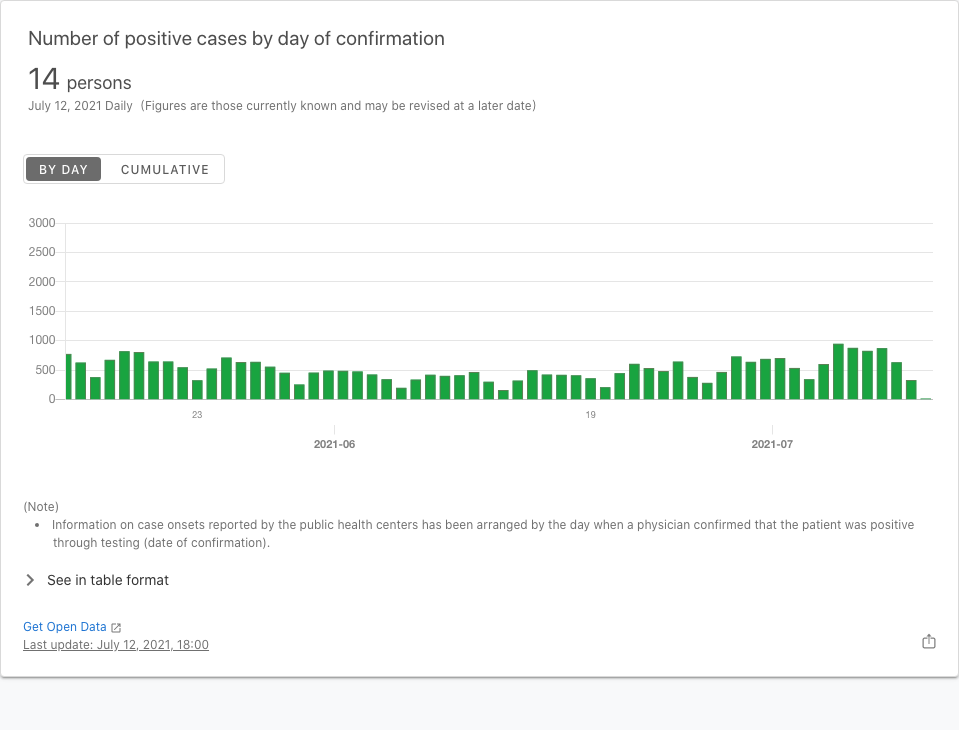 Number of positive cases by day of confirmation
14 persons
July 12, 2021 Daily (Figures are those currently known and may be revised at a later date)
BY DAY CUMULATIVE
3000
2500
2000
1500
1000
500
0
23 19
2021-06 2021-07
(Note)
• Information on case onsets reported by the public health centers has been arranged by the day when a physician confirmed that the patient was positive
through testing (date of confirmation).
See in table format
Get Open Data
Last update: July 12, 2021, 18:00